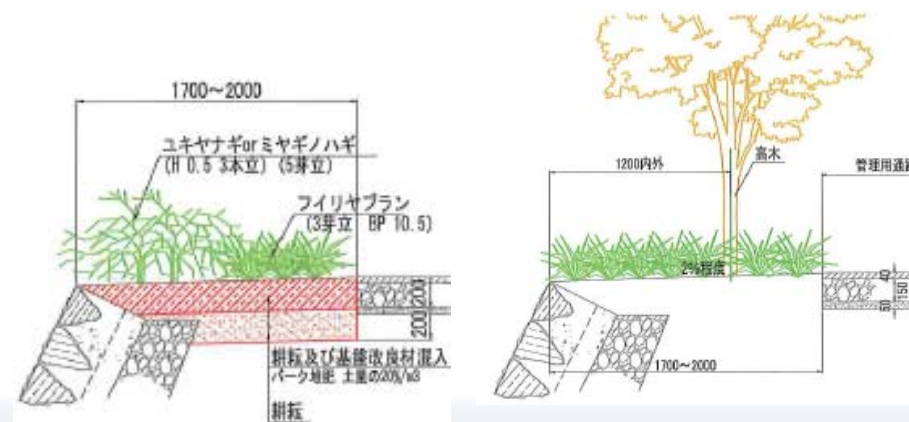 1700～2000
ユキヤナギorミヤギノハギ
(H 0.5 3本立) (5芽立)
フイリヤブラン
(3芽立 BP 10.5)
200
200
耕耘及び基盤改良材混入
バーク堆肥 土量の20%/m3
耕耘
高木
1200内外
管理用通路
2%程度
40
150
50
1700～2000